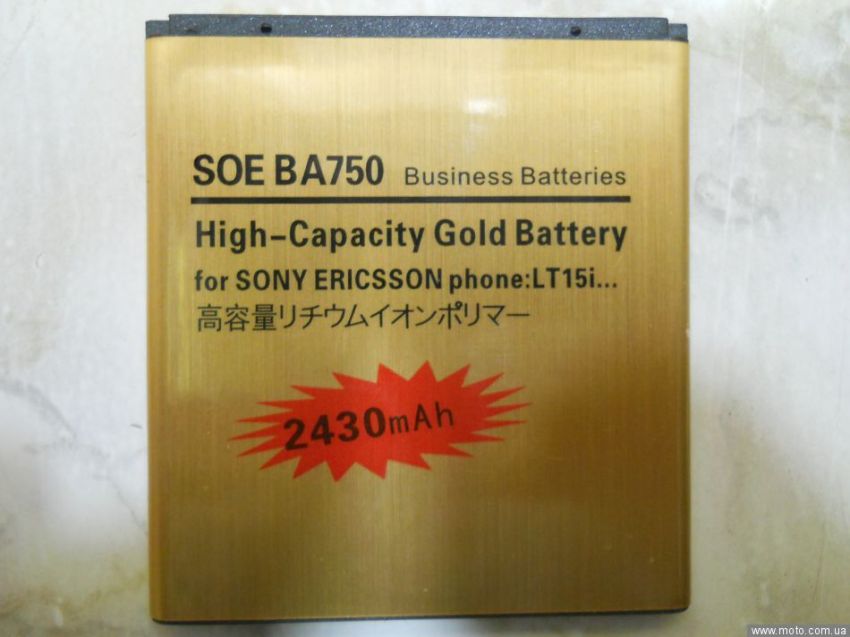 SOE BA750 Business Batteries
High-Capacity Gold Battery
for SONY ERICSSON phone:LT15i...
高容量リチウムイオンポリマー
2430mAh
www.moto.com.ua